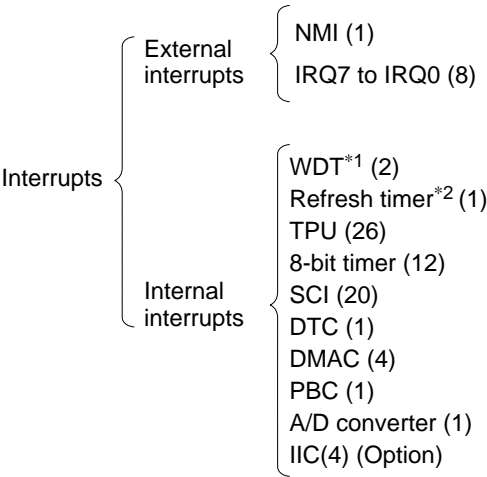 Interrupts
External
interrupts
NMI (1)
IRQ7 to IRQ0 (8)
Internal
interrupts
WDT*1 (2)
Refresh timer*2 (1)
TPU (26)
8-bit timer (12)
SCI (20)
DTC (1)
DMAC (4)
PBC (1)
A/D converter (1)
IIC(4) (Option)